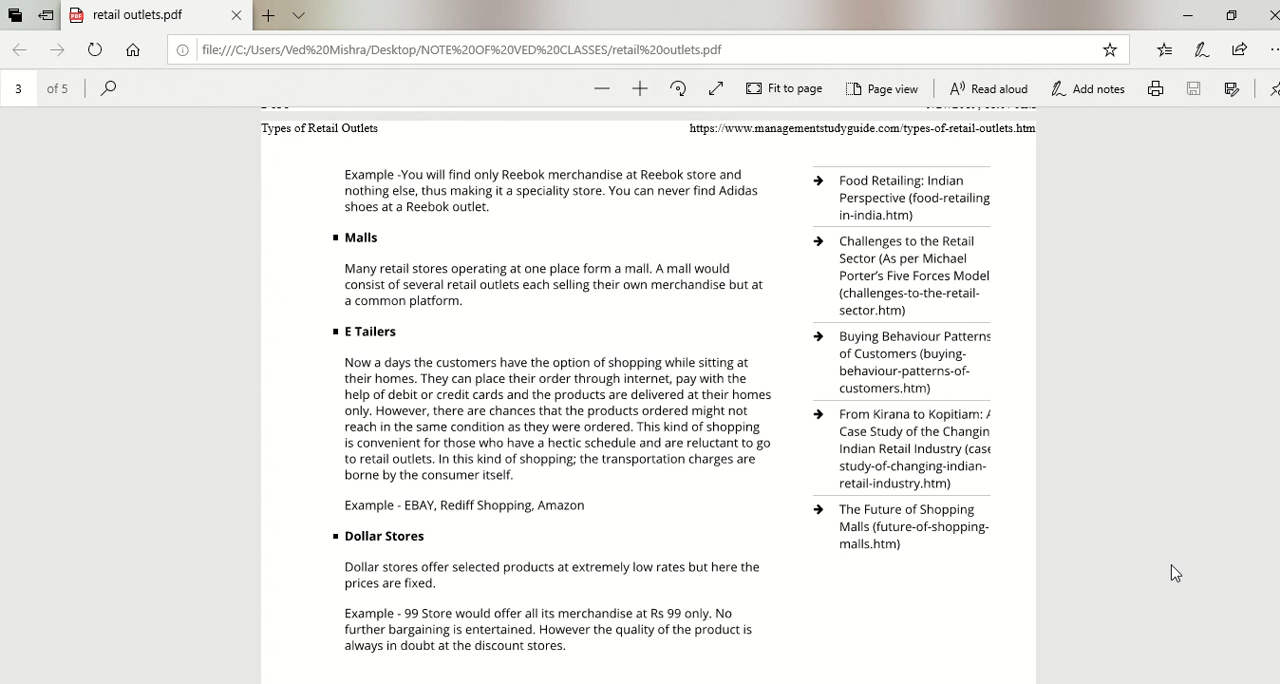 retail outlets.pdf
file:///C:/Users/Ved%20Mishra/Desktop/NOTE%20OF%20VED%20CLASSES/retail%20outlets.pdf
3 of 5
Fit to page
Page view
Read aloud
Add notes
Types of Retail Outlets
https://www.managementstudyguide.com/types-of-retail-outlets.htm
Example -You will find only Reebok merchandise at Reebok store and
nothing else, thus making it a speciality store. You can never find Adidas
shoes at a Reebok outlet.
Malls
Many retail stores operating at one place form a mall. A mall would
consist of several retail outlets each selling their own merchandise but at
a common platform.
E Tailers
Now a days the customers have the option of shopping while sitting at
their homes. They can place their order through internet, pay with the
help of debit or credit cards and the products are delivered at their homes
only. However, there are chances that the products ordered might not
reach in the same condition as they were ordered. This kind of shopping
is convenient for those who have a hectic schedule and are reluctant to go
to retail outlets. In this kind of shopping; the transportation charges are
borne by the consumer itself.
Example - EBAY, Rediff Shopping, Amazon
Dollar Stores
Dollar stores offer selected products at extremely low rates but here the
prices are fixed.
Example - 99 Store would offer all its merchandise at Rs 99 only. No
further bargaining is entertained. However the quality of the product is
always in doubt at the discount stores.
Food Retailing: Indian
Perspective (food-retailing
in-india.htm)
Challenges to the Retail
Sector (As per Michael
Porter's Five Forces Model
(challenges-to-the-retail-
sector.htm)
Buying Behaviour Patterns
of Customers (buying-
behaviour-patterns-of-
customers.htm)
From Kirana to Kopitiam: A
Case Study of the Changin
Indian Retail Industry (case
study-of-changing-indian-
retail-industry.htm)
The Future of Shopping
Malls (future-of-shopping-
malls.htm)